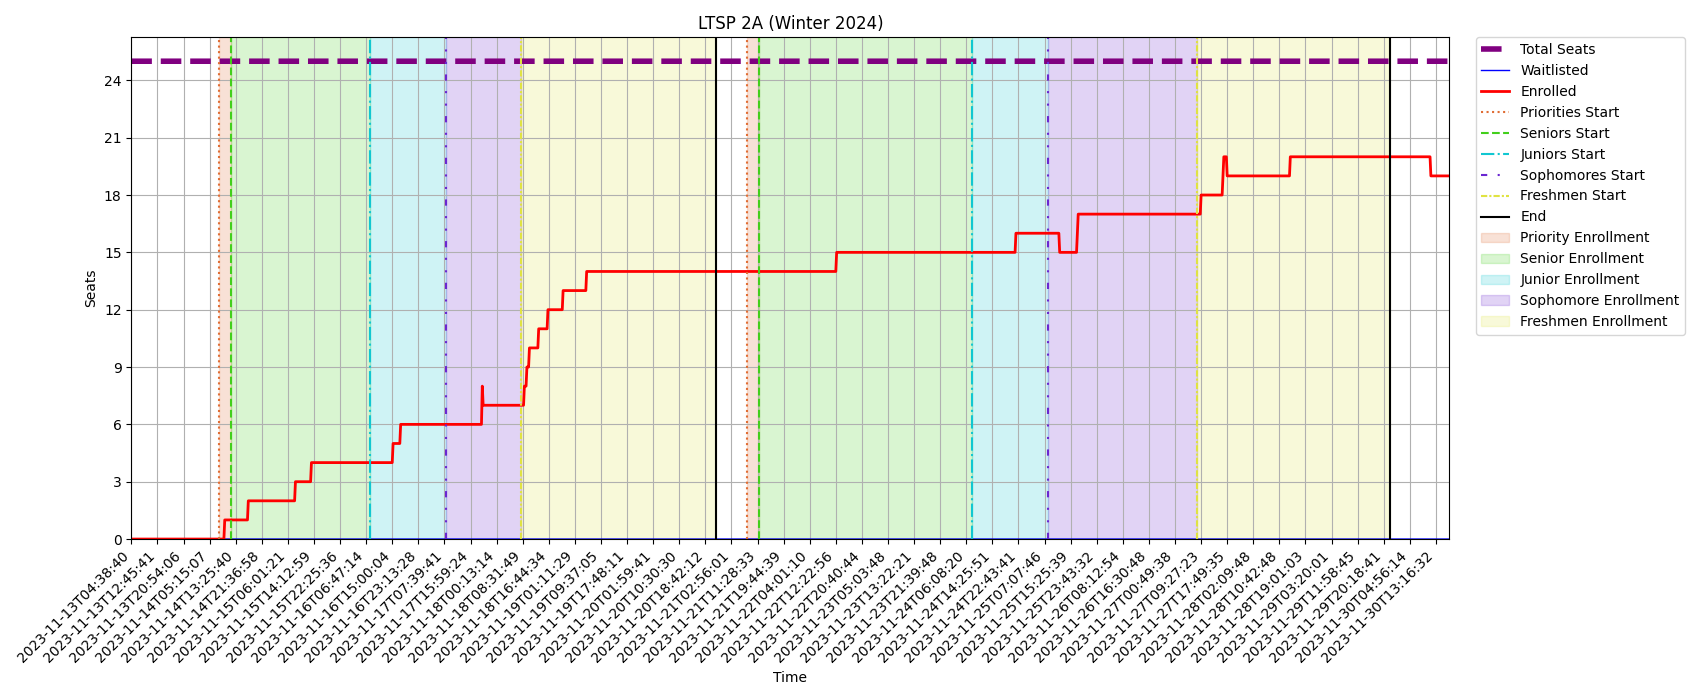 LTSP 2A (Winter 2024)
Seats
24
21
18
15
12
9
6
3
0
2023-11-13T04:38:40
2023-11-13T12:45:41
2023-11-13T20:54:06
2023-11-14T05:15:07
2023-11-14T13:25:40
2023-11-14T21:36:58
2023-11-15T06:01:21
2023-11-15T14:12:59
2023-11-15T22:25:36
2023-11-16T06:47:14
2023-11-16T15:00:04
2023-11-16T23:13:28
2023-11-17T07:39:41
2023-11-17T15:59:24
2023-11-18T00:13:14
2023-11-18T08:31:49
2023-11-18T16:44:34
2023-11-19T01:11:29
2023-11-19T09:37:05
2023-11-19T17:48:11
2023-11-20T01:59:41
2023-11-20T10:30:30
2023-11-20T18:42:12
2023-11-21T02:56:01
2023-11-21T11:28:33
2023-11-21T19:44:39
2023-11-22T04:01:10
2023-11-22T12:22:56
2023-11-22T20:40:44
2023-11-23T05:03:48
2023-11-23T13:22:21
2023-11-23T21:39:48
2023-11-24T06:08:20
2023-11-24T14:25:51
2023-11-24T22:43:41
2023-11-25T07:07:46
2023-11-25T15:25:39
2023-11-25T23:43:32
2023-11-26T08:12:54
2023-11-26T16:30:48
2023-11-27T00:49:38
2023-11-27T09:27:23
2023-11-27T17:49:35
2023-11-28T02:09:48
2023-11-28T10:42:48
2023-11-28T19:01:03
2023-11-29T03:20:01
2023-11-29T11:58:45
2023-11-29T20:18:41
2023-11-30T04:56:14
2023-11-30T13:16:32
Time
Total Seats
Waitlisted
Enrolled
Priorities Start
Seniors Start
Juniors Start
Sophomores Start
Freshmen Start
End
Priority Enrollment
Senior Enrollment
Junior Enrollment
Sophomore Enrollment
Freshmen Enrollment